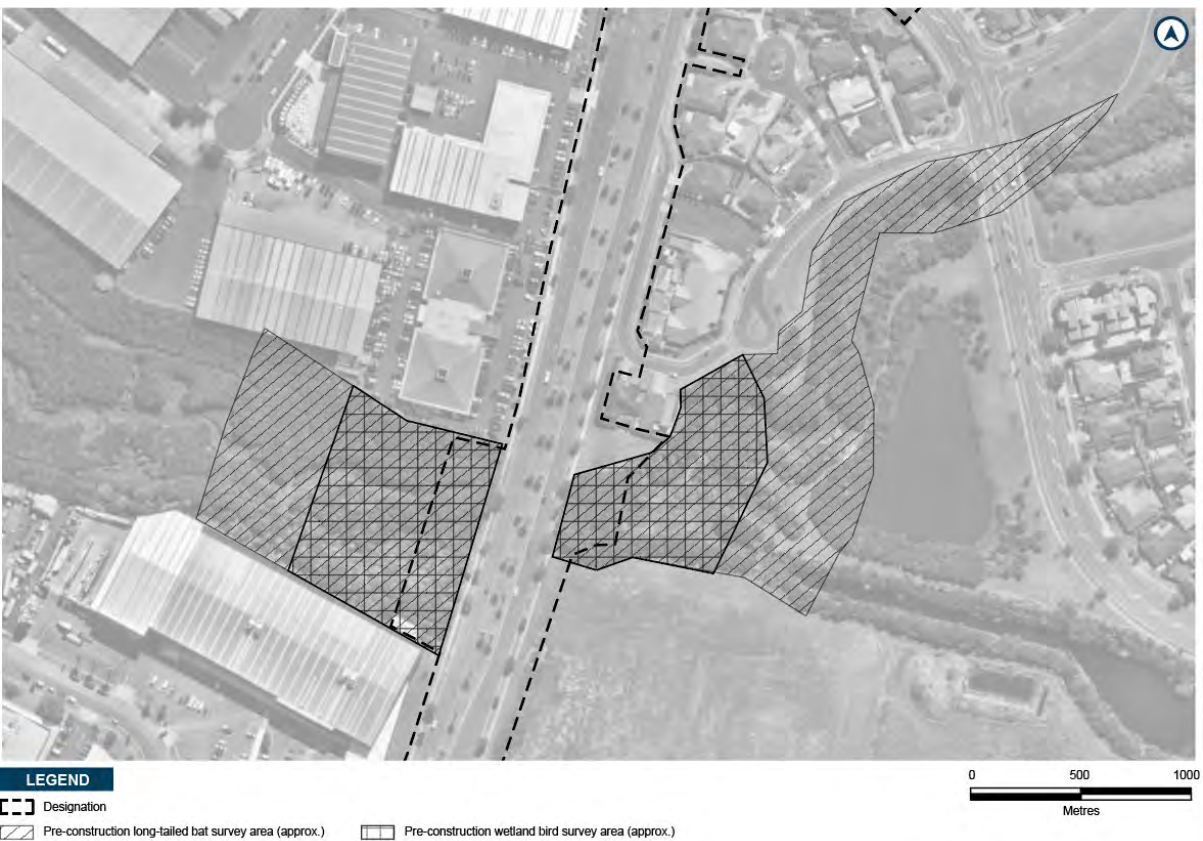 LEGEND
Designation
Pre-construction long-tailed bat survey area (approx.)
Pre-construction wetland bird survey area (approx.)
0 500 1000
Metres